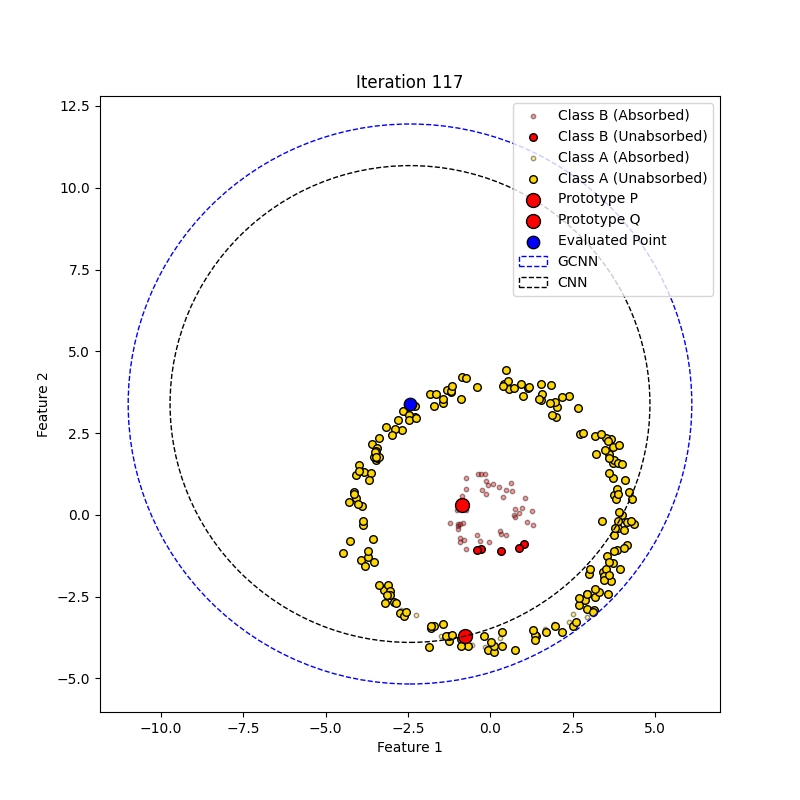 Iteration 117
12.5
10.0
7.5
5.0
2.5
0.0
−2.5
−5.0
Feature 2
Class B (Absorbed)
Class B (Unabsorbed)
Class A (Absorbed)
Class A (Unabsorbed)
Prototype P
Prototype Q
Evaluated Point
GCNN
CNN
−10.0 −7.5 −5.0 −2.5 0.0 2.5 5.0
Feature 1